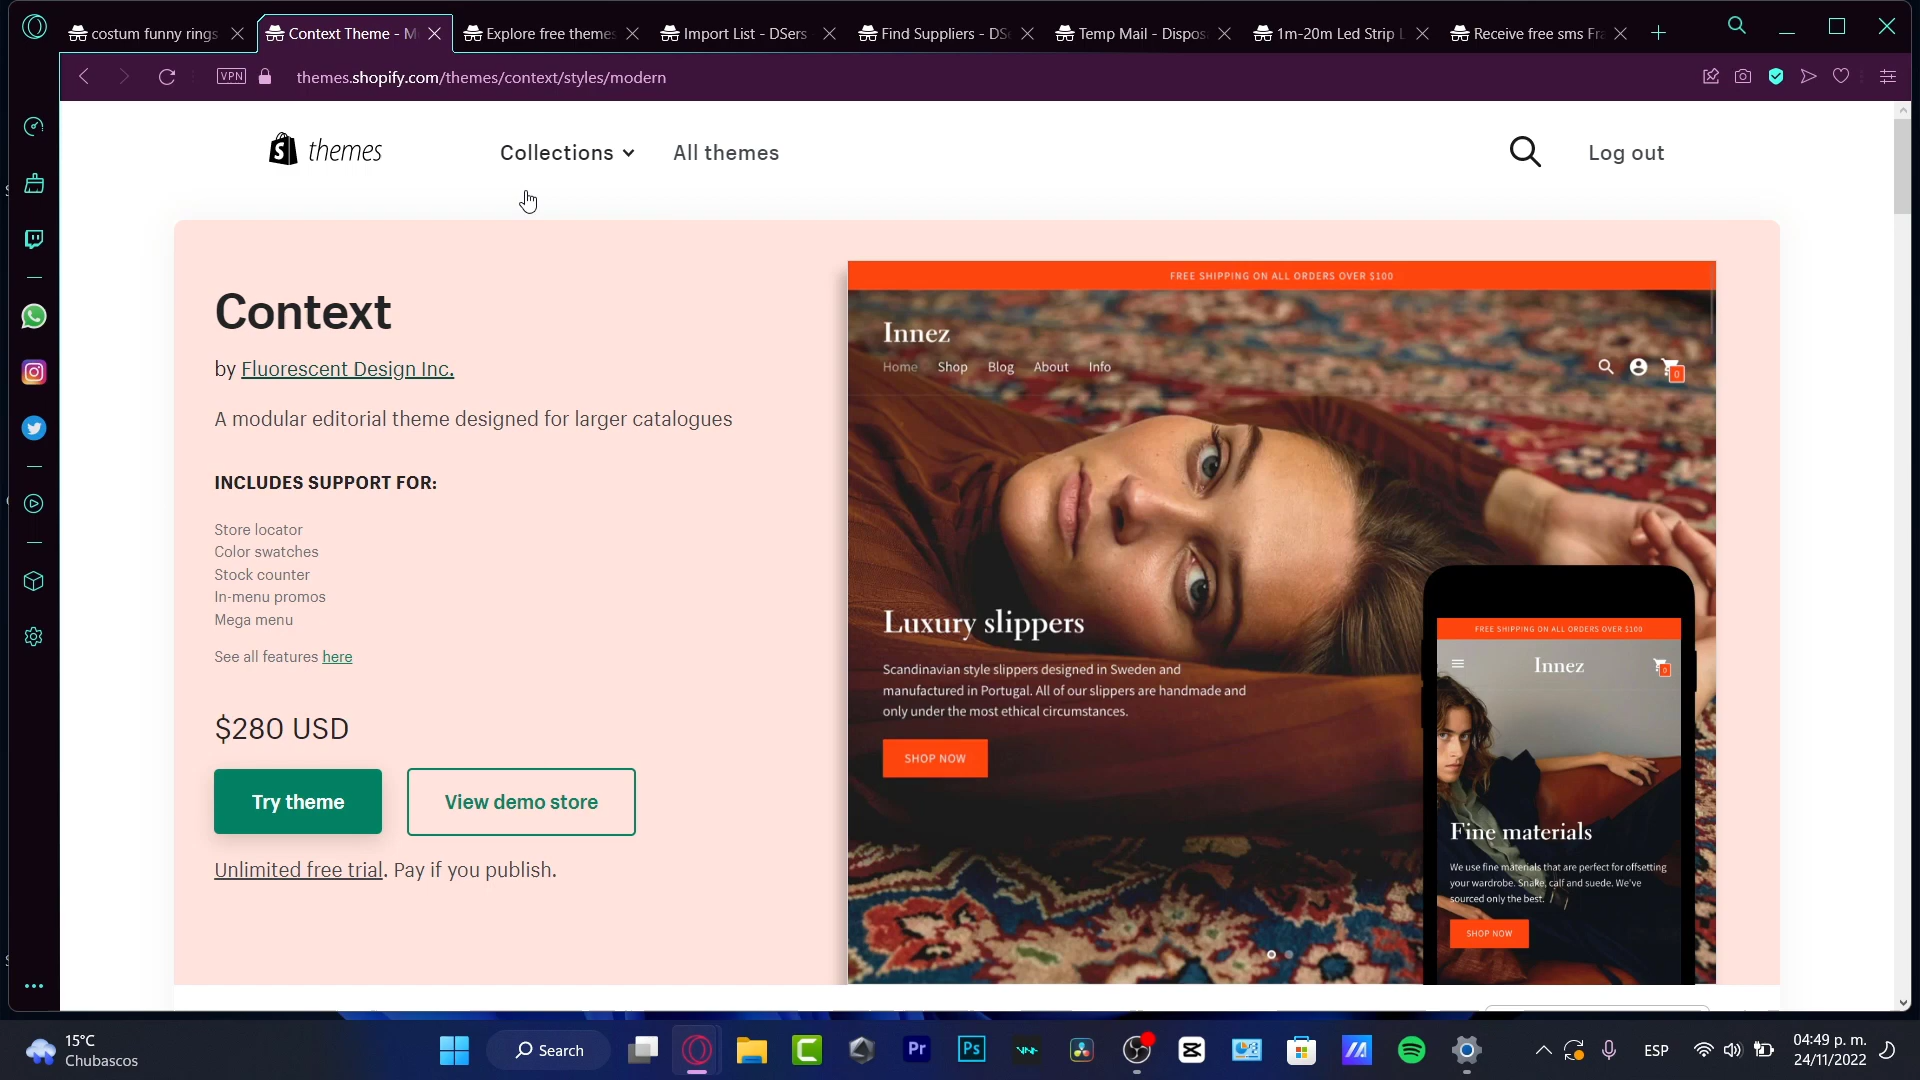 costum funny rings
Context Theme - M
Explore free themes
Import List - DSers
Find Suppliers - DS
Temp Mail - Dispos
1m-20m Led Strip L
Receive free sms Fra
VPN
themes.shopify.com/themes/context/styles/modern
themes
Collections
All themes
Log out
Context
by Fluorescent Design Inc.
A modular editorial theme designed for larger catalogues
INCLUDES SUPPORT FOR:
Store locator
Color swatches
Stock counter
In-menu promos
Mega menu
See all features here
$280 USD
Try theme
View demo store
Unlimited free trial. Pay if you publish.
FREE SHIPPING ON ALL ORDERS OVER $100
Innez
Home Shop Blog About Info
0
Luxury slippers
Scandinavian style slippers designed in Sweden and
manufactured in Portugal. All of our slippers are handmade and
only under the most ethical circumstances.
SHOP NOW
FREE SHIPPING ON ALL ORDERS OVER $100
Innez
0
Fine materials
We use fine materials that are perfect for offsetting
your wardrobe. Snake, calf and suede. We've
sourced only the best.
SHOP NOW
15°C
Chubascos
Search
Pr
Ps
ESP
04:49 p. m.
24/11/2022